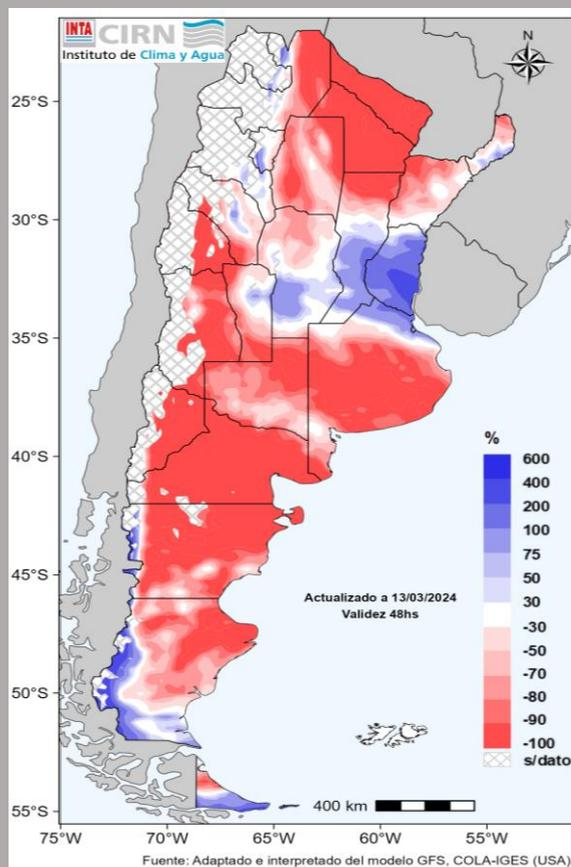 INTA CIRN
Instituto de Clima y Agua
N
25°S
30°S
35°S
40°S
45°S
50°S
55°S
%
600
400
200
100
75
50
30
-30
-50
-70
-80
-90
-100
s/dato
Actualizado a 13/03/2024
Validez 48hs
400 km
75°W
70°W
65°W
60°W
55°W
Fuente: Adaptado e interpretado del modelo GFS, COLA-IGES (USA)